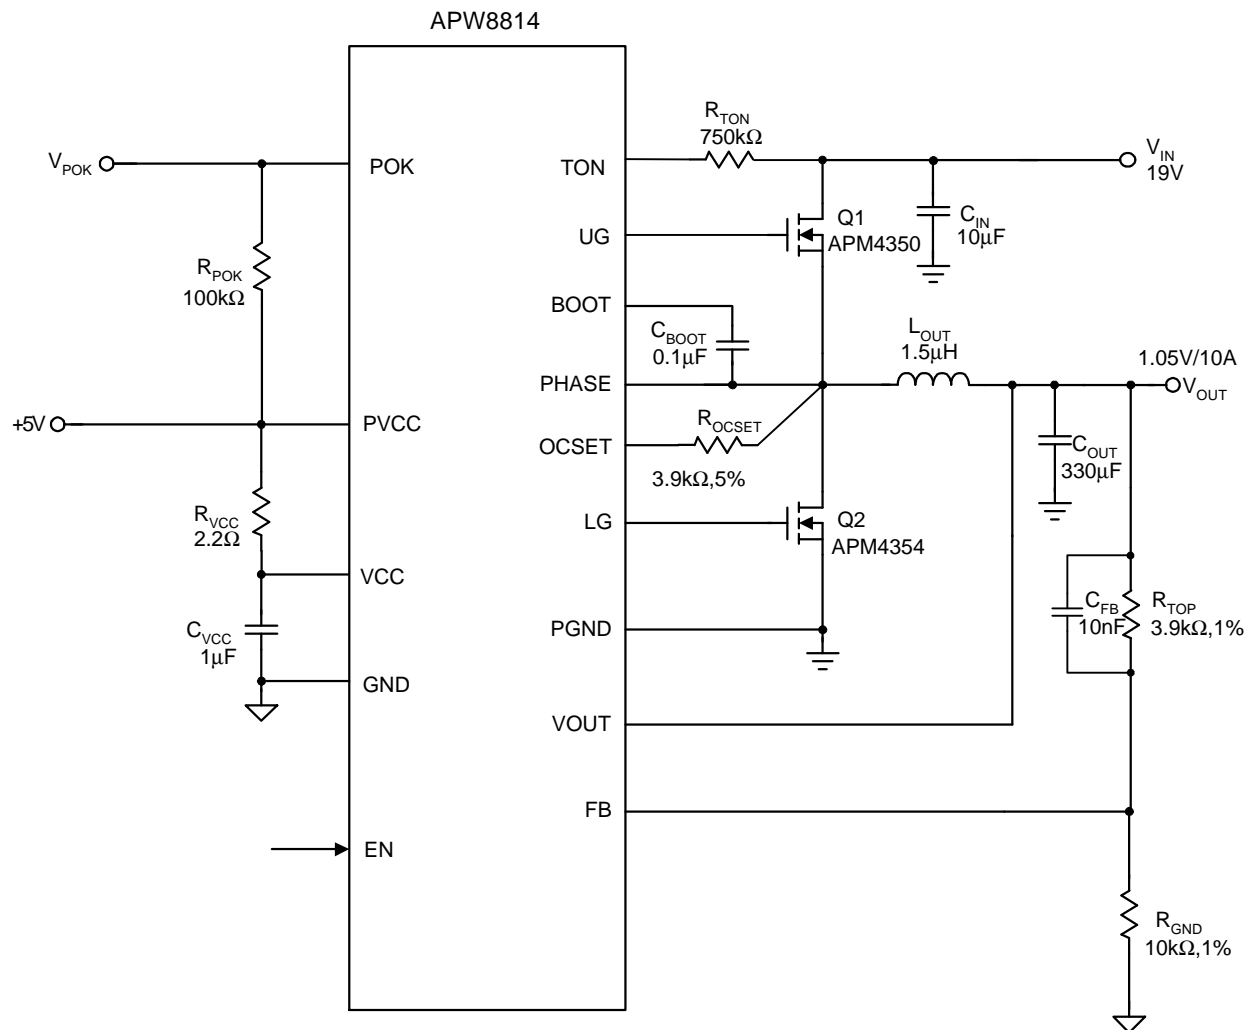 APW8814
V_POK
POK
R_POK
100kΩ
+5V
PVCC
R_VCC
2.2Ω
VCC
C_VCC
1μF
GND
EN
TON
UG
BOOT
PHASE
OCSET
LG
PGND
VOUT
FB
R_TON
750kΩ
V_IN
19V
Q1
APM4350
C_IN
10μF
C_BOOT
0.1μF
L_OUT
1.5μH
1.05V/10A
V_OUT
R_OCSET
3.9kΩ,5%
C_OUT
330μF
Q2
APM4354
C_FB
10nF
R_TOP
3.9kΩ,1%
R_GND
10kΩ,1%